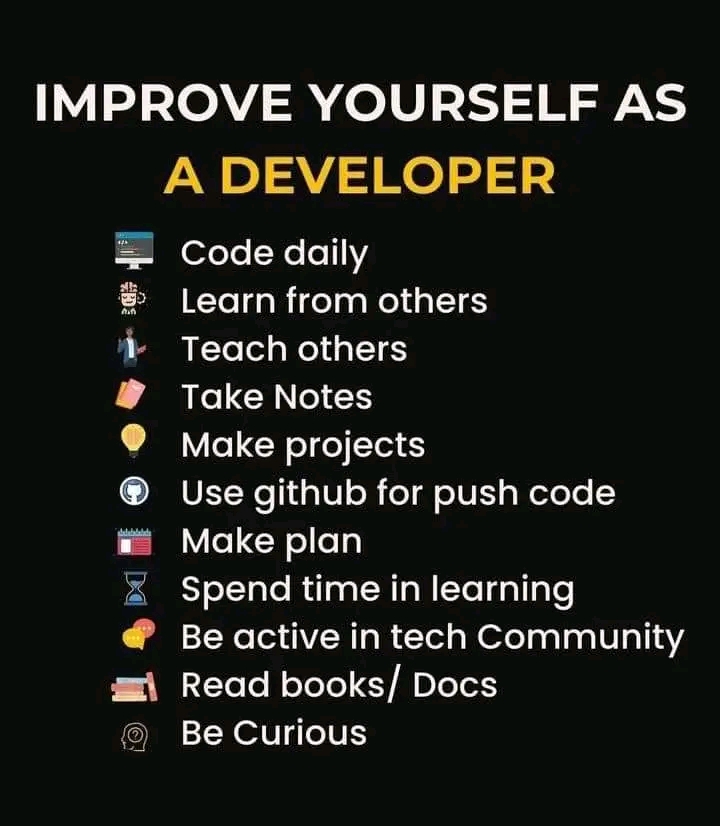 IMPROVE YOURSELF AS
A DEVELOPER
Code daily
Learn from others
Teach others
Take Notes
Make projects
Use github for push code
Make plan
Spend time in learning
Be active in tech Community
Read books/ Docs
Be Curious